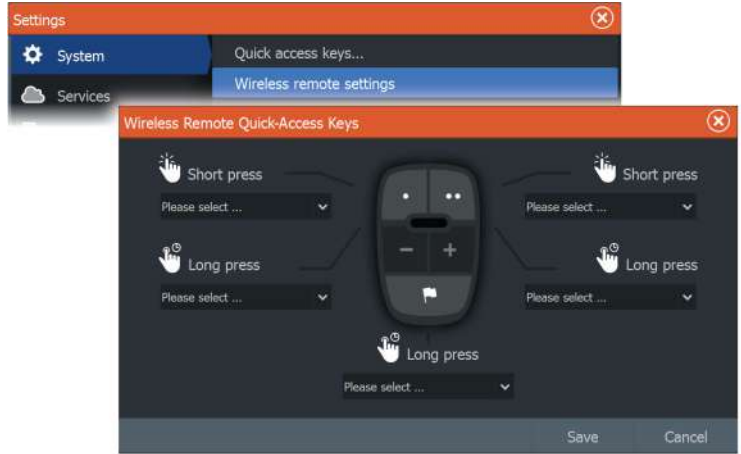 Settings
System
Quick access keys...
Wireless remote settings
Services
Wireless Remote Quick-Access Keys
Short press
Short press
Please select ...
Please select ...
Long press
Long press
Please select ...
Please select ...
Long press
Please select ...
Save
Cancel